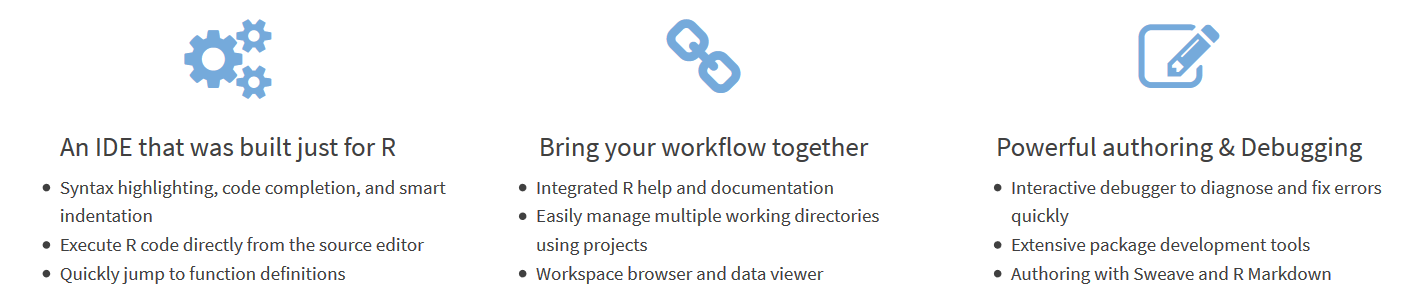 An IDE that was built just for R
• Syntax highlighting, code completion, and smart
indentation
• Execute R code directly from the source editor
• Quickly jump to function definitions
Bring your workflow together
• Integrated R help and documentation
• Easily manage multiple working directories
using projects
• Workspace browser and data viewer
Powerful authoring & Debugging
• Interactive debugger to diagnose and fix errors
quickly
• Extensive package development tools
• Authoring with Sweave and R Markdown